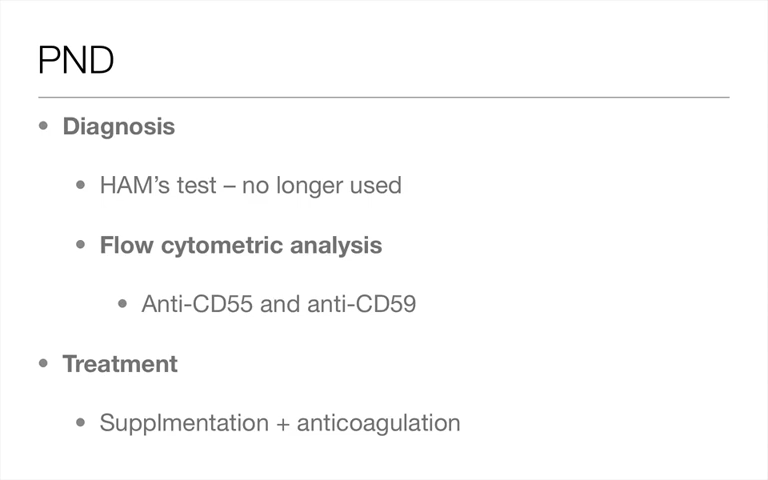 PND
• Diagnosis
• HAM’s test – no longer used
• Flow cytometric analysis
• Anti-CD55 and anti-CD59
• Treatment
• Supplmentation + anticoagulation